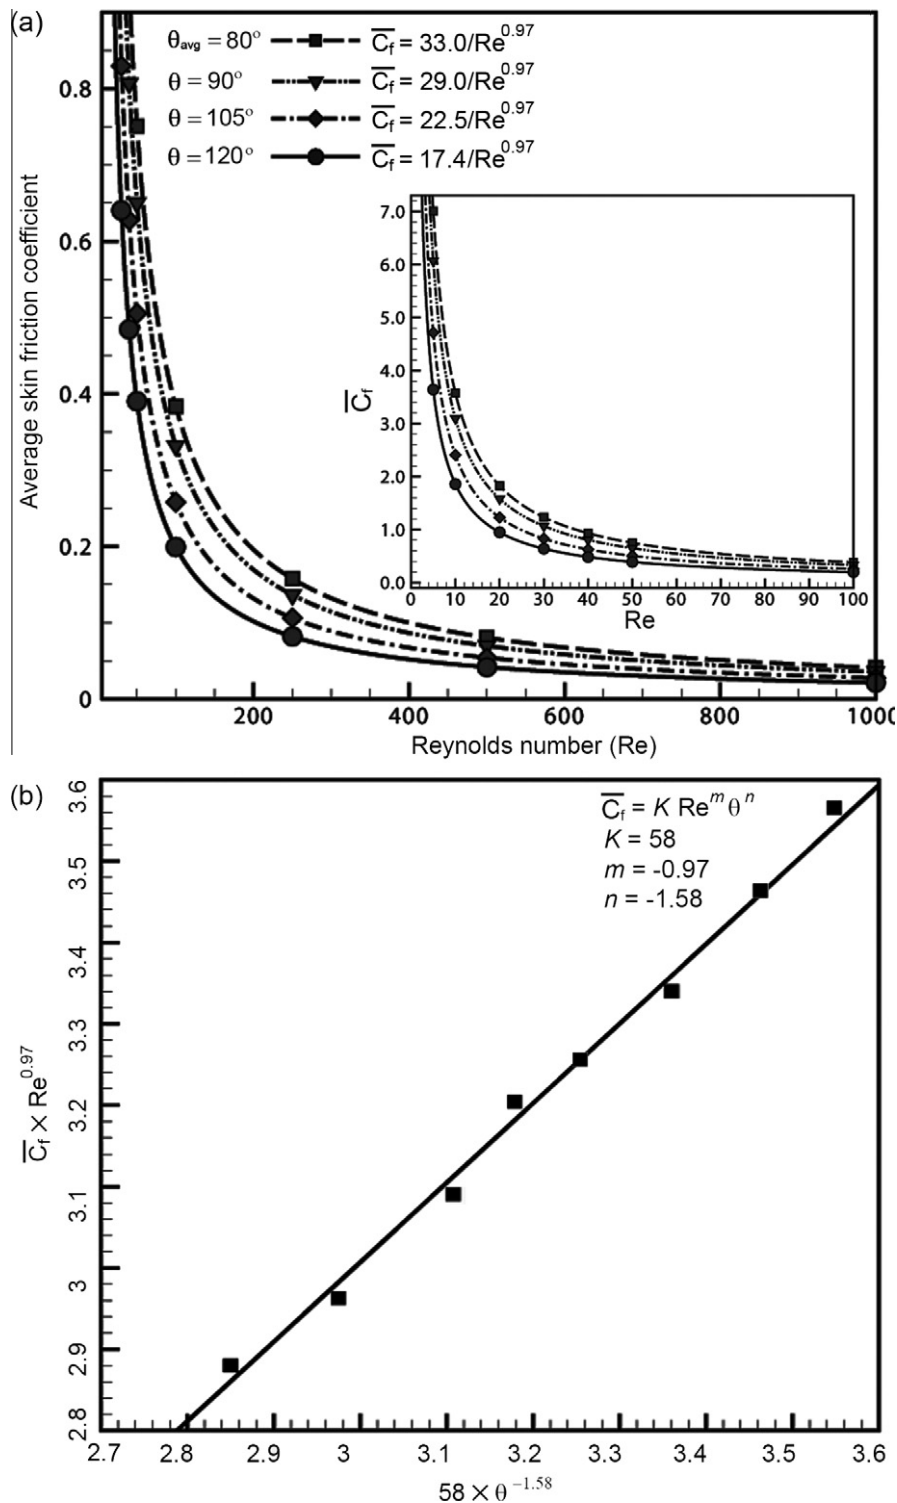 (a)
θavg = 80° C̅f = 33.0/Re^0.97
θ = 90° C̅f = 29.0/Re^0.97
θ = 105° C̅f = 22.5/Re^0.97
θ = 120° C̅f = 17.4/Re^0.97
Average skin friction coefficient
0.8
0.6
0.4
0.2
0
200 400 600 800 1000
Reynolds number (Re)
C̅f
7.0
6.0
5.0
4.0
3.0
2.0
1.0
0.0
0 10 20 30 40 50 60 70 80 90 100
Re
(b)
C̅f = K Re^m θ^n
K = 58
m = -0.97
n = -1.58
C̅f × Re^0.97
3.6
3.5
3.4
3.3
3.2
3.1
3
2.9
2.8
2.7 2.8 2.9 3 3.1 3.2 3.3 3.4 3.5 3.6
58 × θ^-1.58